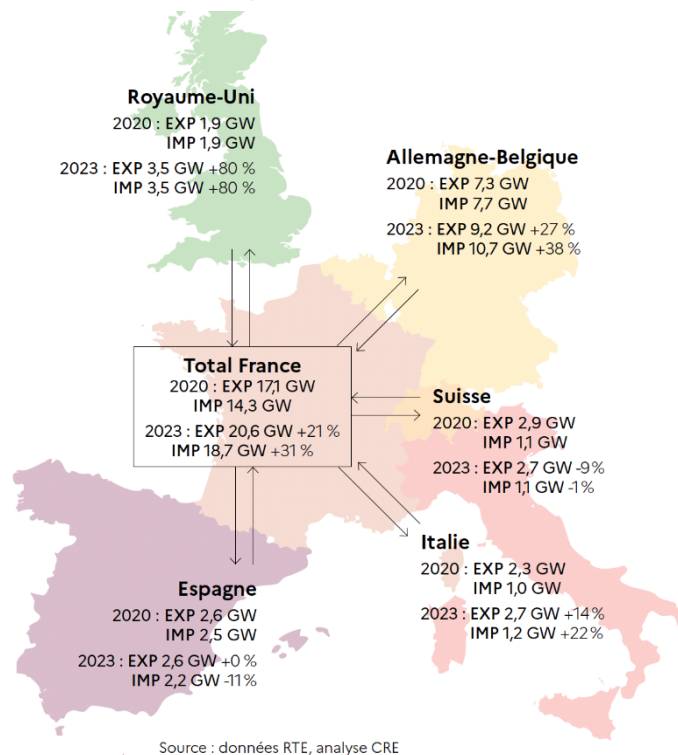 Royaume-Uni
2020 : EXP 1,9 GW
IMP 1,9 GW
2023 : EXP 3,5 GW +80 %
IMP 3,5 GW +80 %
Allemagne-Belgique
2020 : EXP 7,3 GW
IMP 7,7 GW
2023 : EXP 9,2 GW +27 %
IMP 10,7 GW +38 %
Total France
2020 : EXP 17,1 GW
IMP 14,3 GW
2023 : EXP 20,6 GW +21 %
IMP 18,7 GW +31 %
Suisse
2020 : EXP 2,9 GW
IMP 1,1 GW
2023 : EXP 2,7 GW -9 %
IMP 1,1 GW -1 %
Italie
2020 : EXP 2,3 GW
IMP 1,0 GW
2023 : EXP 2,7 GW +14 %
IMP 1,2 GW +22 %
Espagne
2020 : EXP 2,6 GW
IMP 2,5 GW
2023 : EXP 2,6 GW +0 %
IMP 2,2 GW -11 %
Source : données RTE, analyse CRE